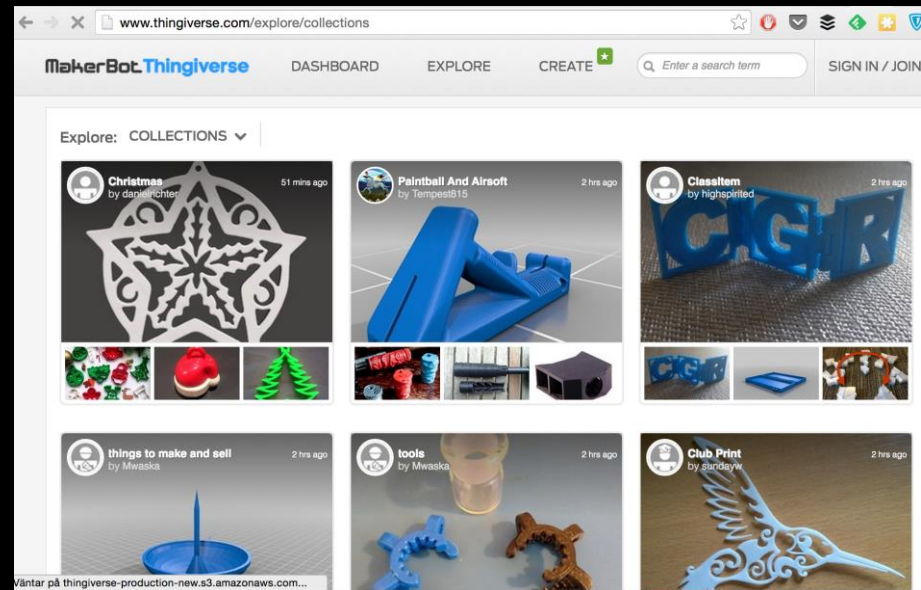 www.thingiverse.com/explore/collections
MakerBot Thingiverse
DASHBOARD
EXPLORE
CREATE
Enter a search term
SIGN IN / JOIN
Explore: COLLECTIONS
Christmas
by danielrichter
51 mins ago
Paintball And Airsoft
by Tempest815
2 hrs ago
ClassItem
by highspirited
2 hrs ago
CGR
CGR
things to make and sell
by Mwaska
2 hrs ago
tools
by Mwaska
2 hrs ago
Club Print
by sundayw
2 hrs ago
Väntar på thingiverse-production-new.s3.amazonaws.com...